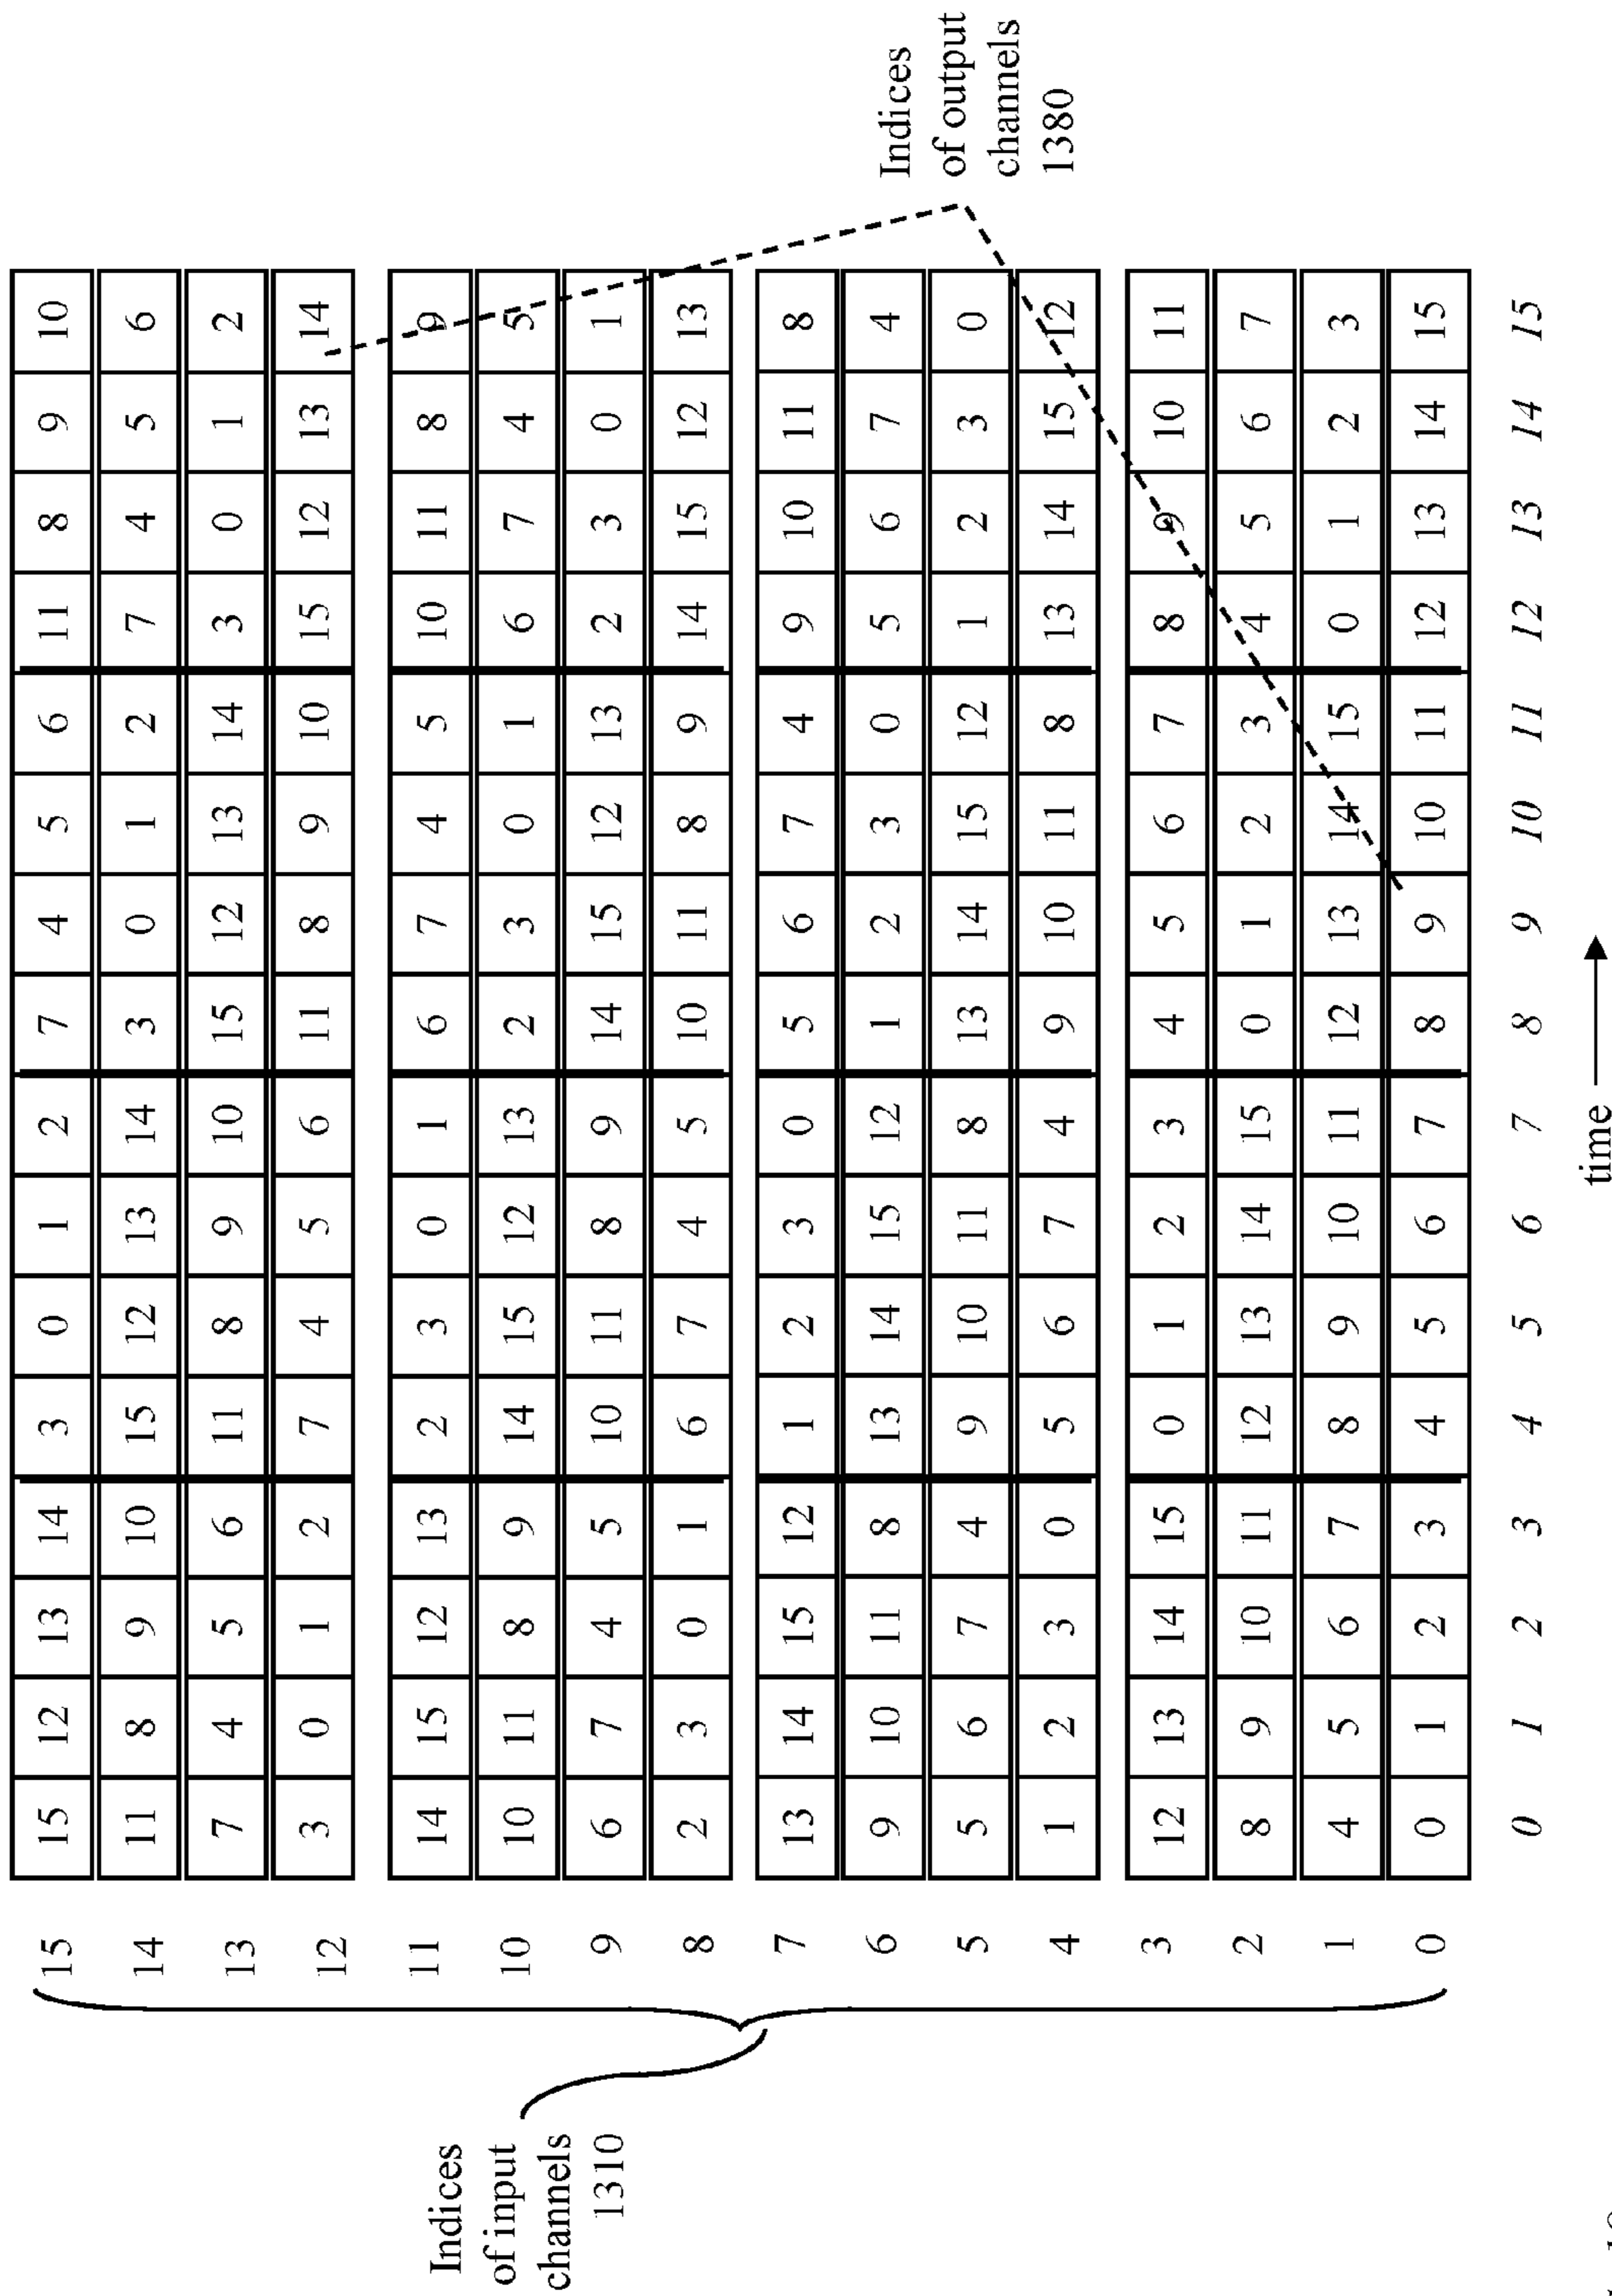 15 15 12 13 14 3 0 1 2 7 4 5 6 11 8 9 10
14 11 8 9 10 15 12 13 14 3 0 1 2 7 4 5 6
13 7 4 5 6 11 8 9 10 15 12 13 14 3 0 1 2
12 3 0 1 2 7 4 5 6 11 8 9 10 15 12 13 14
11 14 15 12 13 2 3 0 1 6 7 4 5 10 11 8 9
10 10 11 8 9 14 15 12 13 2 3 0 1 6 7 4 5
9 6 7 4 5 10 11 8 9 14 15 12 13 2 3 0 1
8 2 3 0 1 6 7 4 5 10 11 8 9 14 15 12 13
7 13 14 15 12 1 2 3 0 5 6 7 4 9 10 11 8
6 9 10 11 8 13 14 15 12 1 2 3 0 5 6 7 4
5 5 6 7 4 9 10 11 8 13 14 15 12 1 2 3 0
4 1 2 3 0 5 6 7 4 9 10 11 8 13 14 15 12
3 12 13 14 15 0 1 2 3 4 5 6 7 8 9 10 11
2 8 9 10 11 12 13 14 15 0 1 2 3 4 5 6 7
1 4 5 6 7 8 9 10 11 12 13 14 15 0 1 2 3
0 0 1 2 3 4 5 6 7 8 9 10 11 12 13 14 15
0 1 2 3 4 5 6 7 8 9 10 11 12 13 14 15
time
Indices
of input
channels
1310
Indices
of output
channels
1380